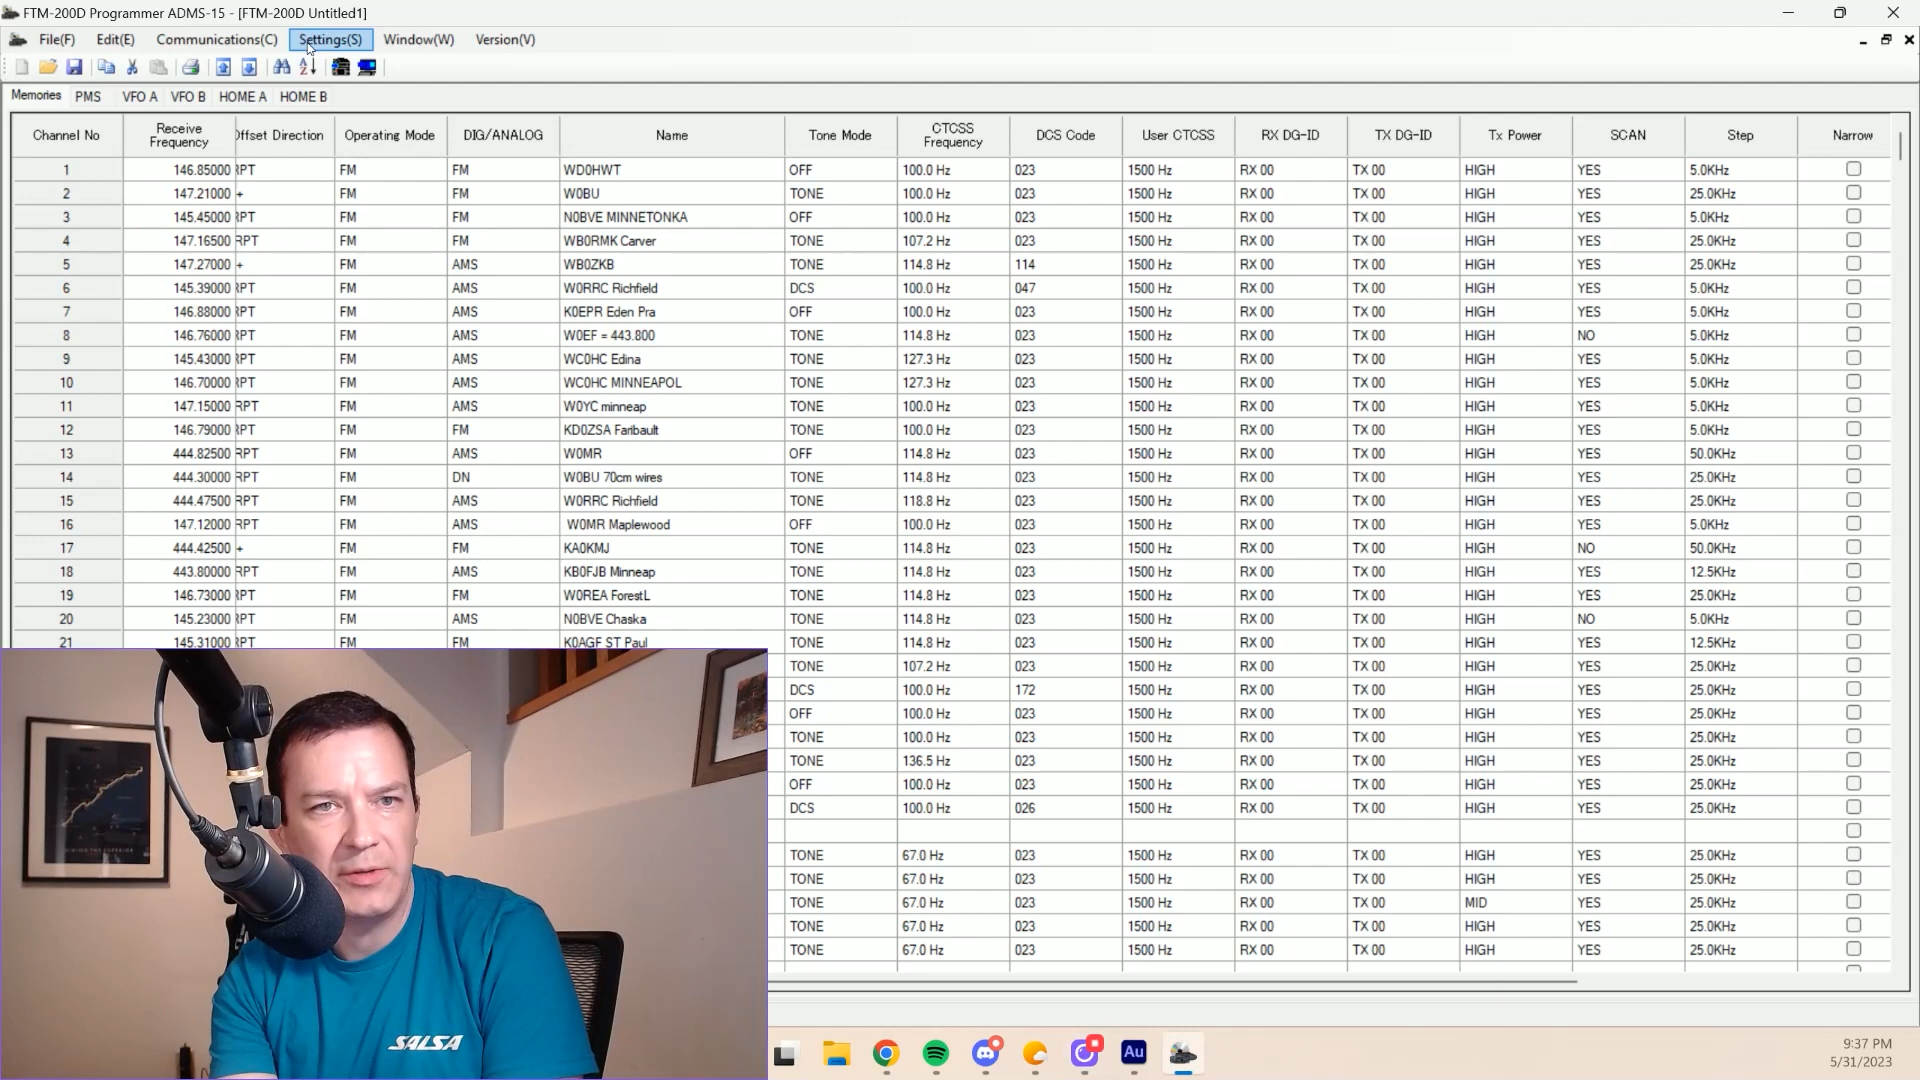 FTM-200D Programmer ADMS-15 - [FTM-200D Untitled1]
File(F) Edit(E) Communications(C) Settings(S) Window(W) Version(V)
Memories PMS VFO A VFO B HOME A HOME B
Channel No Receive Frequency Offset Direction Operating Mode DIG/ANALOG Name Tone Mode CTCSS Frequency DCS Code User CTCSS RX DG-ID TX DG-ID Tx Power SCAN Step Narrow
1 146.85000 RPT FM FM WD0HWT OFF 100.0 Hz 023 1500 Hz RX 00 TX 00 HIGH YES 5.0KHz
2 147.21000 + FM FM W0BU TONE 100.0 Hz 023 1500 Hz RX 00 TX 00 HIGH YES 25.0KHz
3 145.45000 RPT FM FM N0BVE MINNETONKA OFF 100.0 Hz 023 1500 Hz RX 00 TX 00 HIGH YES 5.0KHz
4 147.16500 RPT FM FM WB0RMK Carver TONE 107.2 Hz 023 1500 Hz RX 00 TX 00 HIGH YES 25.0KHz
5 147.27000 + FM AMS WB0ZKB TONE 114.8 Hz 114 1500 Hz RX 00 TX 00 HIGH YES 25.0KHz
6 145.39000 RPT FM AMS W0RRC Richfield DCS 100.0 Hz 047 1500 Hz RX 00 TX 00 HIGH YES 5.0KHz
7 146.88000 RPT FM AMS K0EPR Eden Pra OFF 100.0 Hz 023 1500 Hz RX 00 TX 00 HIGH YES 5.0KHz
8 146.76000 RPT FM AMS W0EF = 443.800 TONE 114.8 Hz 023 1500 Hz RX 00 TX 00 HIGH NO 5.0KHz
9 145.43000 RPT FM AMS WC0HC Edina TONE 127.3 Hz 023 1500 Hz RX 00 TX 00 HIGH YES 5.0KHz
10 146.70000 RPT FM AMS WC0HC MINNEAPOL TONE 127.3 Hz 023 1500 Hz RX 00 TX 00 HIGH YES 5.0KHz
11 147.15000 RPT FM AMS W0YC minneap TONE 100.0 Hz 023 1500 Hz RX 00 TX 00 HIGH YES 5.0KHz
12 146.79000 RPT FM FM KD0ZSA Faribault TONE 100.0 Hz 023 1500 Hz RX 00 TX 00 HIGH YES 5.0KHz
13 444.82500 RPT FM AMS W0MR OFF 114.8 Hz 023 1500 Hz RX 00 TX 00 HIGH YES 50.0KHz
14 444.30000 RPT FM DN W0BU 70cm wires TONE 114.8 Hz 023 1500 Hz RX 00 TX 00 HIGH YES 25.0KHz
15 444.47500 RPT FM AMS W0RRC Richfield TONE 118.8 Hz 023 1500 Hz RX 00 TX 00 HIGH YES 25.0KHz
16 147.12000 RPT FM AMS W0MR Maplewood OFF 100.0 Hz 023 1500 Hz RX 00 TX 00 HIGH YES 5.0KHz
17 444.42500 + FM FM KA0KMJ TONE 114.8 Hz 023 1500 Hz RX 00 TX 00 HIGH NO 50.0KHz
18 443.80000 RPT FM AMS KB0FJB Minneap TONE 114.8 Hz 023 1500 Hz RX 00 TX 00 HIGH YES 12.5KHz
19 146.73000 RPT FM FM W0REA ForestL TONE 114.8 Hz 023 1500 Hz RX 00 TX 00 HIGH YES 25.0KHz
20 145.23000 RPT FM AMS N0BVE Chaska TONE 114.8 Hz 023 1500 Hz RX 00 TX 00 HIGH NO 5.0KHz
21 145.31000 RPT FM FM K0AGF ST Paul TONE 114.8 Hz 023 1500 Hz RX 00 TX 00 HIGH YES 12.5KHz
TONE 107.2 Hz 023 1500 Hz RX 00 TX 00 HIGH YES 25.0KHz
DCS 100.0 Hz 172 1500 Hz RX 00 TX 00 HIGH YES 25.0KHz
OFF 100.0 Hz 023 1500 Hz RX 00 TX 00 HIGH YES 25.0KHz
TONE 100.0 Hz 023 1500 Hz RX 00 TX 00 HIGH YES 25.0KHz
TONE 136.5 Hz 023 1500 Hz RX 00 TX 00 HIGH YES 25.0KHz
OFF 100.0 Hz 023 1500 Hz RX 00 TX 00 HIGH YES 25.0KHz
DCS 100.0 Hz 026 1500 Hz RX 00 TX 00 HIGH YES 25.0KHz
TONE 67.0 Hz 023 1500 Hz RX 00 TX 00 HIGH YES 25.0KHz
TONE 67.0 Hz 023 1500 Hz RX 00 TX 00 HIGH YES 25.0KHz
TONE 67.0 Hz 023 1500 Hz RX 00 TX 00 MID YES 25.0KHz
TONE 67.0 Hz 023 1500 Hz RX 00 TX 00 HIGH YES 25.0KHz
TONE 67.0 Hz 023 1500 Hz RX 00 TX 00 HIGH YES 25.0KHz
SALSA
Au
9:37 PM
5/31/2023